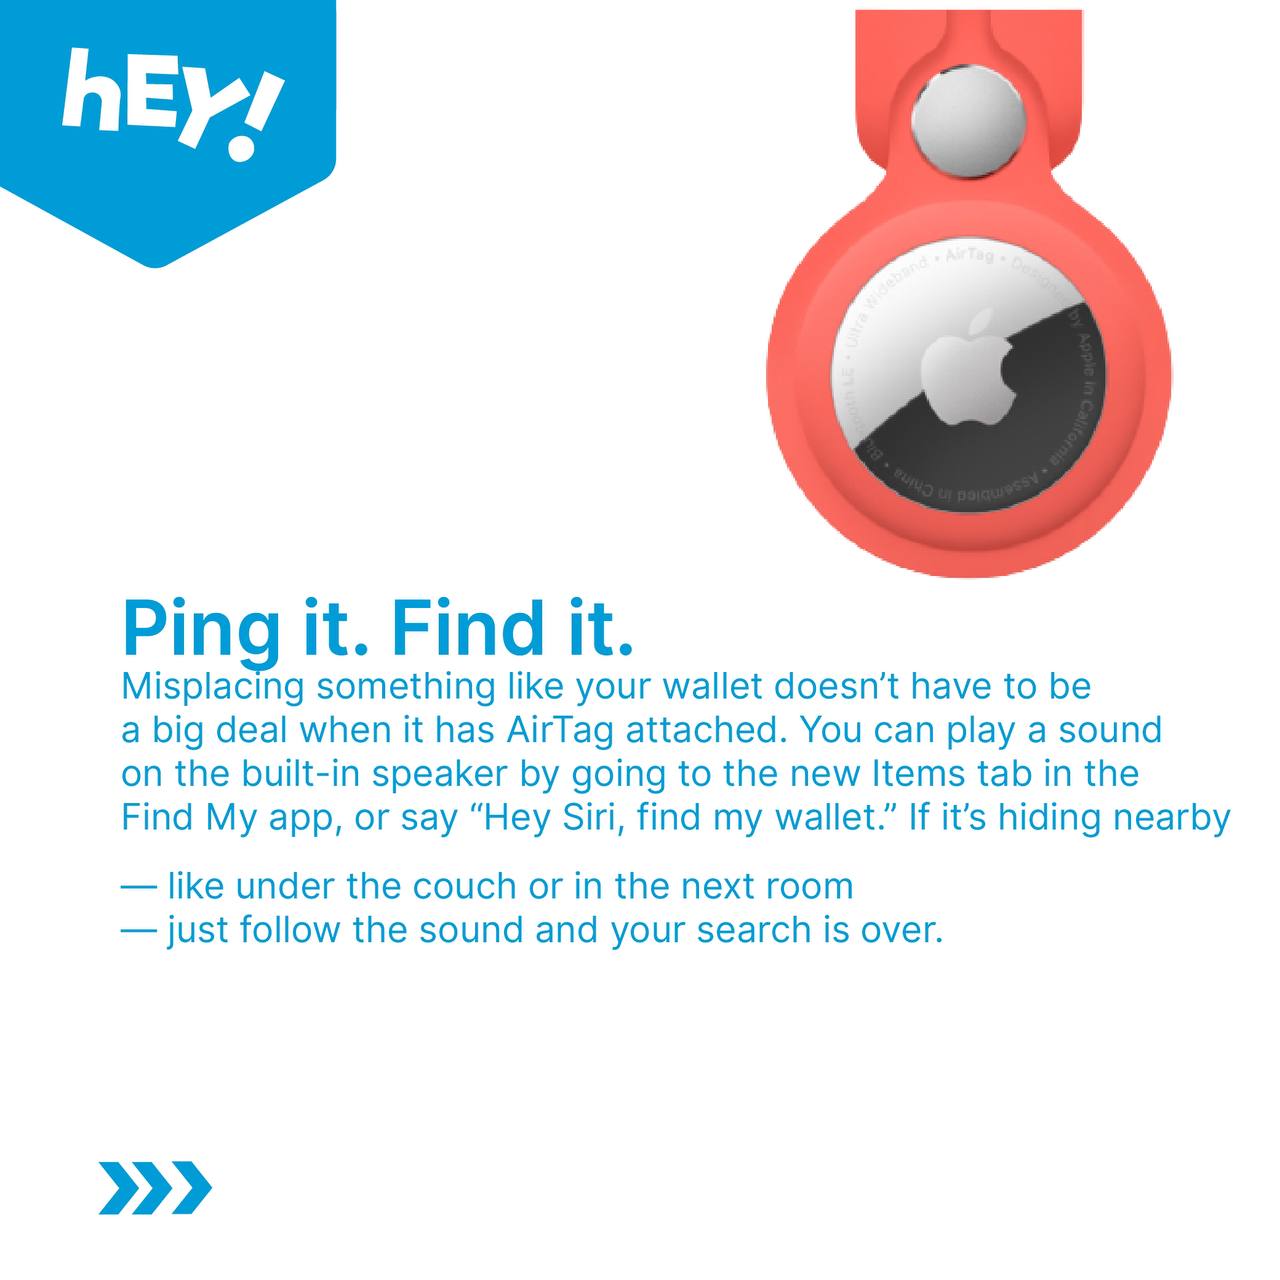 hEY!
• Ultra Wideband • AirTag • Designed by Apple in California • Assembled in China • Bluetooth LE
Ping it. Find it.
Misplacing something like your wallet doesn’t have to be
a big deal when it has AirTag attached. You can play a sound
on the built-in speaker by going to the new Items tab in the
Find My app, or say “Hey Siri, find my wallet.” If it’s hiding nearby
— like under the couch or in the next room
— just follow the sound and your search is over.